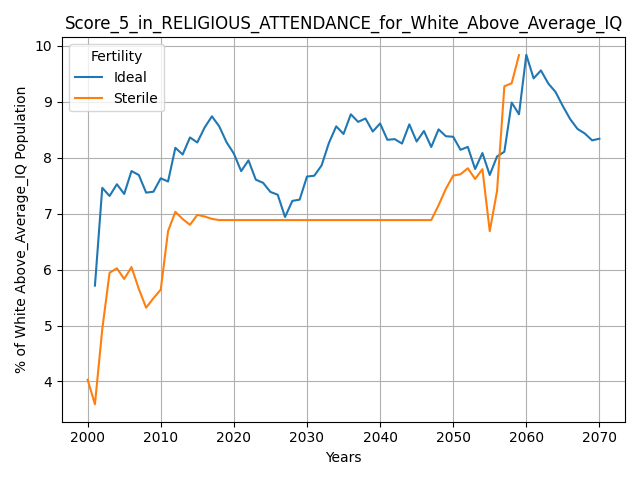 Score_5_in_RELIGIOUS_ATTENDANCE_for_White_Above_Average_IQ
Fertility
Ideal
Sterile
% of White Above_Average_IQ Population
10
9
8
7
6
5
4
2000 2010 2020 2030 2040 2050 2060 2070
Years